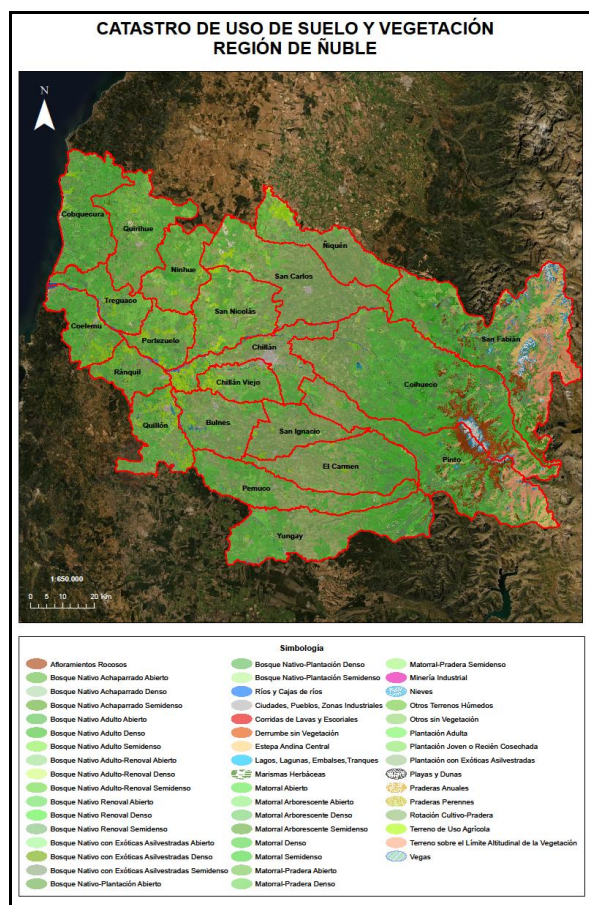 CATASTRO DE USO DE SUELO Y VEGETACIÓN
REGIÓN DE ÑUBLE
N
Cobquecura
Quirihue
Ninhue
Ñiquén
San Carlos
Treguaco
San Nicolás
San Fabián
Coelemu
Portezuelo
Chillán
Ránquil
Chillán Viejo
Coihueco
Quillón
Bulnes
San Ignacio
El Carmen
Pinto
Pemuco
Yungay
1:650.000
0 5 10 20 Km
Simbología
Afloramientos Rocosos
Bosque Nativo Achaparrado Abierto
Bosque Nativo Achaparrado Denso
Bosque Nativo Achaparrado Semidenso
Bosque Nativo Adulto Abierto
Bosque Nativo Adulto Denso
Bosque Nativo Adulto Semidenso
Bosque Nativo Adulto-Renoval Abierto
Bosque Nativo Adulto-Renoval Denso
Bosque Nativo Adulto-Renoval Semidenso
Bosque Nativo Renoval Abierto
Bosque Nativo Renoval Denso
Bosque Nativo Renoval Semidenso
Bosque Nativo con Exóticas Asilvestradas Abierto
Bosque Nativo con Exóticas Asilvestradas Denso
Bosque Nativo con Exóticas Asilvestradas Semidenso
Bosque Nativo-Plantación Abierto
Bosque Nativo-Plantación Denso
Bosque Nativo-Plantación Semidenso
Ríos y Cajas de ríos
Ciudades, Pueblos, Zonas Industriales
Corridas de Lavas y Escoriales
Derrumbe sin Vegetación
Estepa Andina Central
Lagos, Lagunas, Embalses,Tranques
Marismas Herbáceas
Matorral Abierto
Matorral Arborescente Abierto
Matorral Arborescente Denso
Matorral Arborescente Semidenso
Matorral Denso
Matorral Semidenso
Matorral-Pradera Abierto
Matorral-Pradera Denso
Matorral-Pradera Semidenso
Minería Industrial
Nieves
Otros Terrenos Húmedos
Otros sin Vegetación
Plantación Adulta
Plantación Joven o Recién Cosechada
Plantación con Exóticas Asilvestradas
Playas y Dunas
Praderas Anuales
Praderas Perennes
Rotación Cultivo-Pradera
Terreno de Uso Agrícola
Terreno sobre el Límite Altitudinal de la Vegetación
Vegas